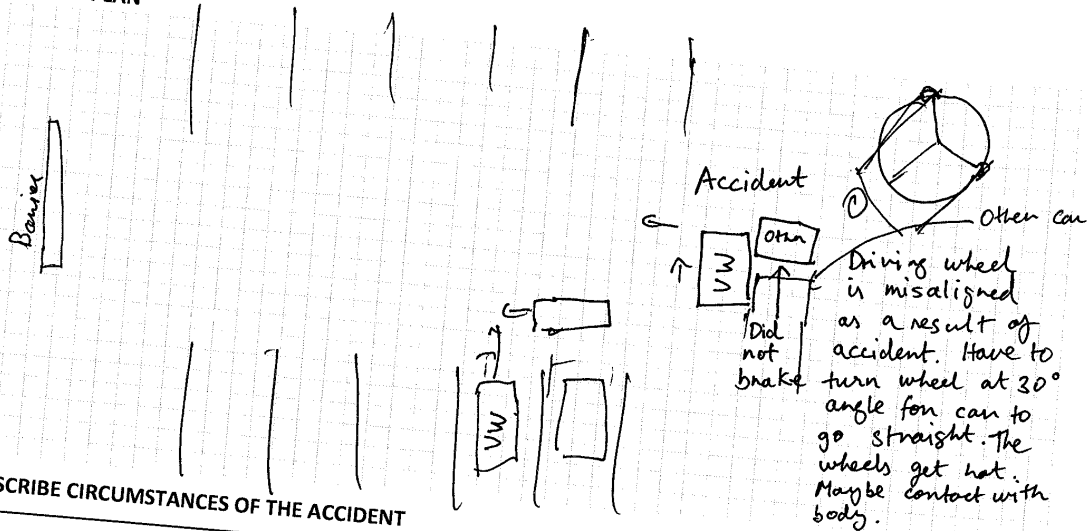 LAN
Barrier
Accident
Other
VW
Did
not
brake
C
Other car
Driving wheel
is misaligned
as a result of
accident. Have to
turn wheel at 30°
angle for car to
go straight. The
wheels get hot.
Maybe contact with
body.
VW
SCRIBE CIRCUMSTANCES OF THE ACCIDENT